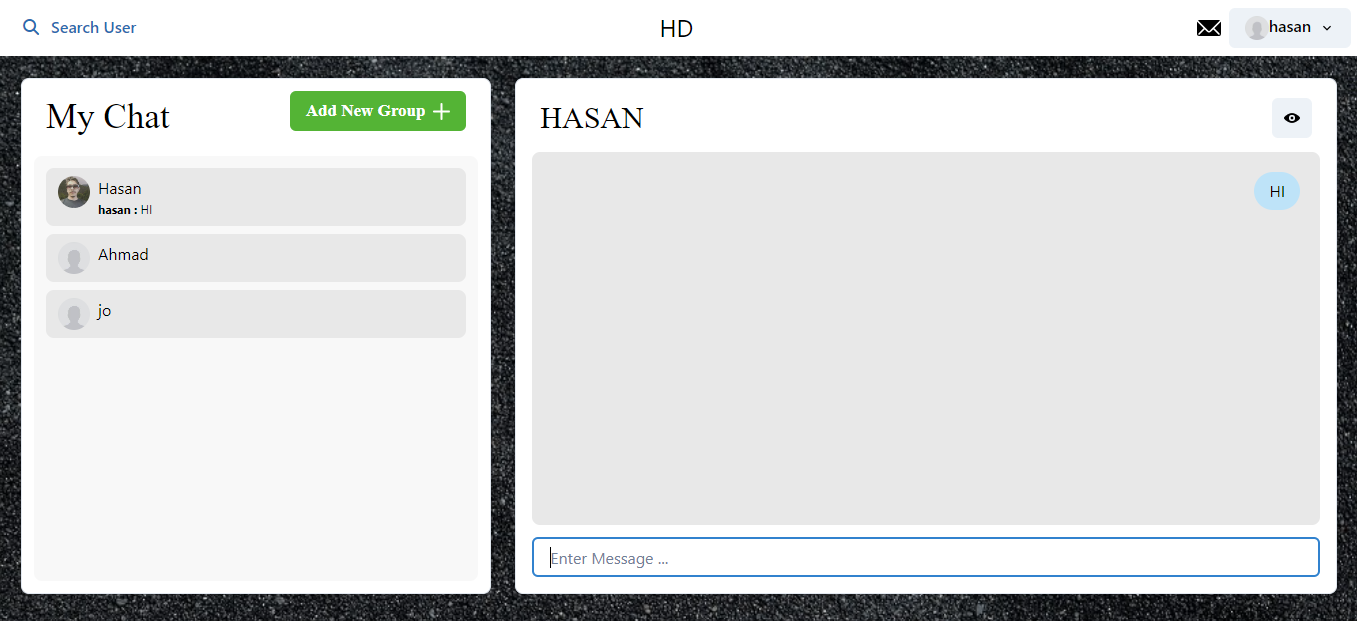 Search User
HD
hasan
My Chat
Add New Group
Hasan
hasan : HI
Ahmad
jo
HASAN
HI
Enter Message ...